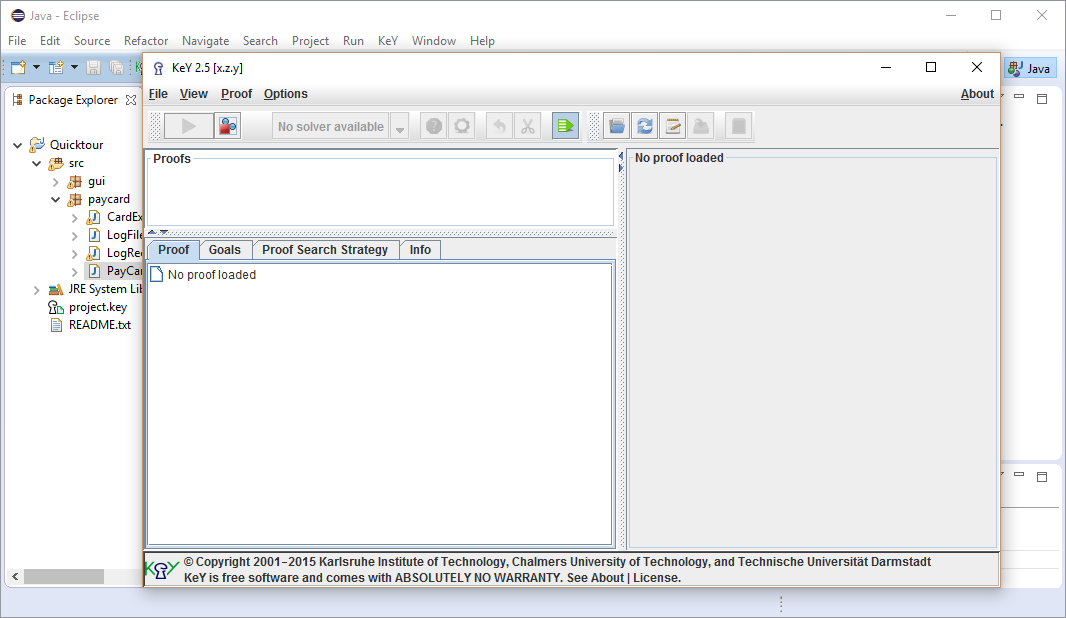 Java - Eclipse
File Edit Source Refactor Navigate Search Project Run KeY Window Help
Java
Package Explorer
Quicktour
src
gui
paycard
CardEx
LogFile
LogRec
PayCar
JRE System Lib
project.key
README.txt
KeY 2.5 [x.z.y]
File View Proof Options About
No solver available
Proofs
Proof Goals Proof Search Strategy Info
No proof loaded
No proof loaded
KeY
© Copyright 2001–2015 Karlsruhe Institute of Technology, Chalmers University of Technology, and Technische Universität Darmstadt
KeY is free software and comes with ABSOLUTELY NO WARRANTY. See About | License.